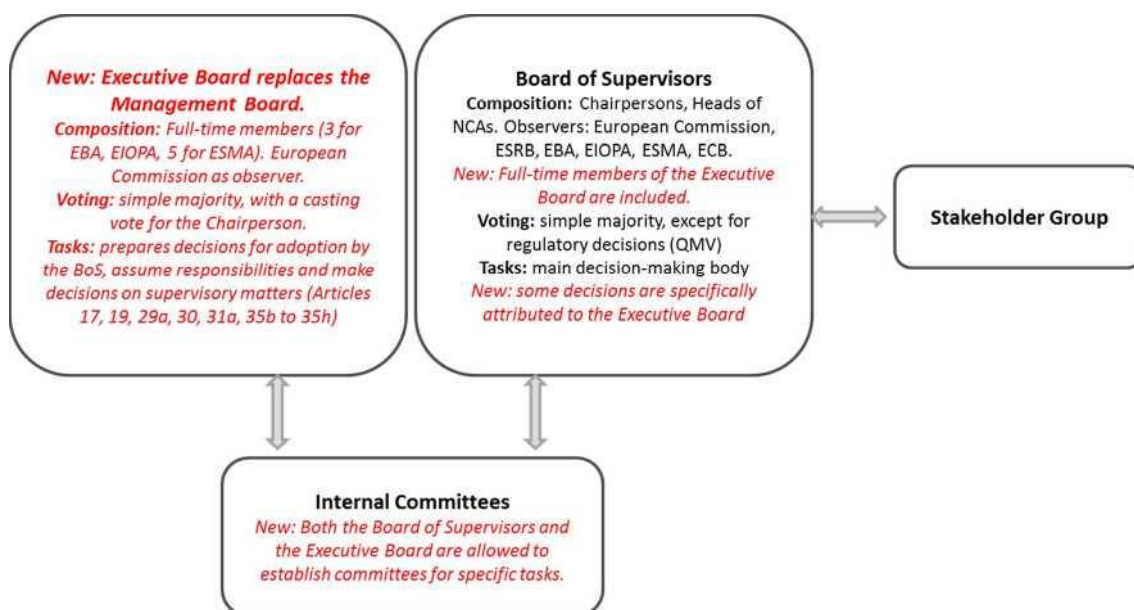 New: Executive Board replaces the
Management Board.
Composition: Full-time members (3 for
EBA, EIOPA, 5 for ESMA). European
Commission as observer.
Voting: simple majority, with a casting
vote for the Chairperson.
Tasks: prepares decisions for adoption by
the BoS, assume responsibilities and make
decisions on supervisory matters (Articles
17, 19, 29a, 30, 31a, 35b to 35h)
Board of Supervisors
Composition: Chairpersons, Heads of
NCAs. Observers: European Commission,
ESRB, EBA, EIOPA, ESMA, ECB.
New: Full-time members of the Executive
Board are included.
Voting: simple majority, except for
regulatory decisions (QMV)
Tasks: main decision-making body
New: some decisions are specifically
attributed to the Executive Board
Stakeholder Group
Internal Committees
New: Both the Board of Supervisors and
the Executive Board are allowed to
establish committees for specific tasks.